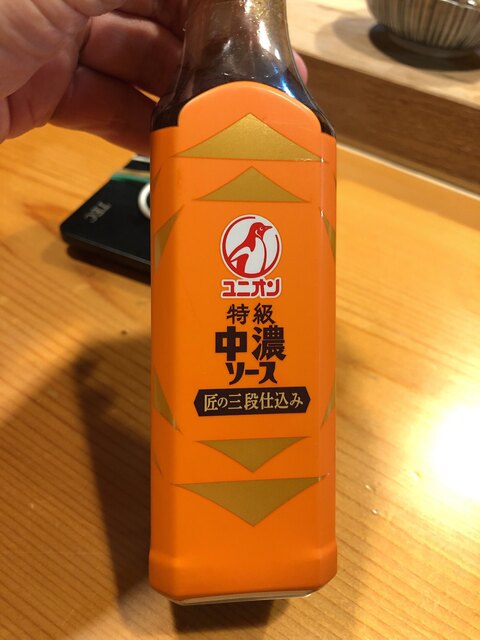 ユニオン
特級
中濃
ソース
匠の三段仕込み